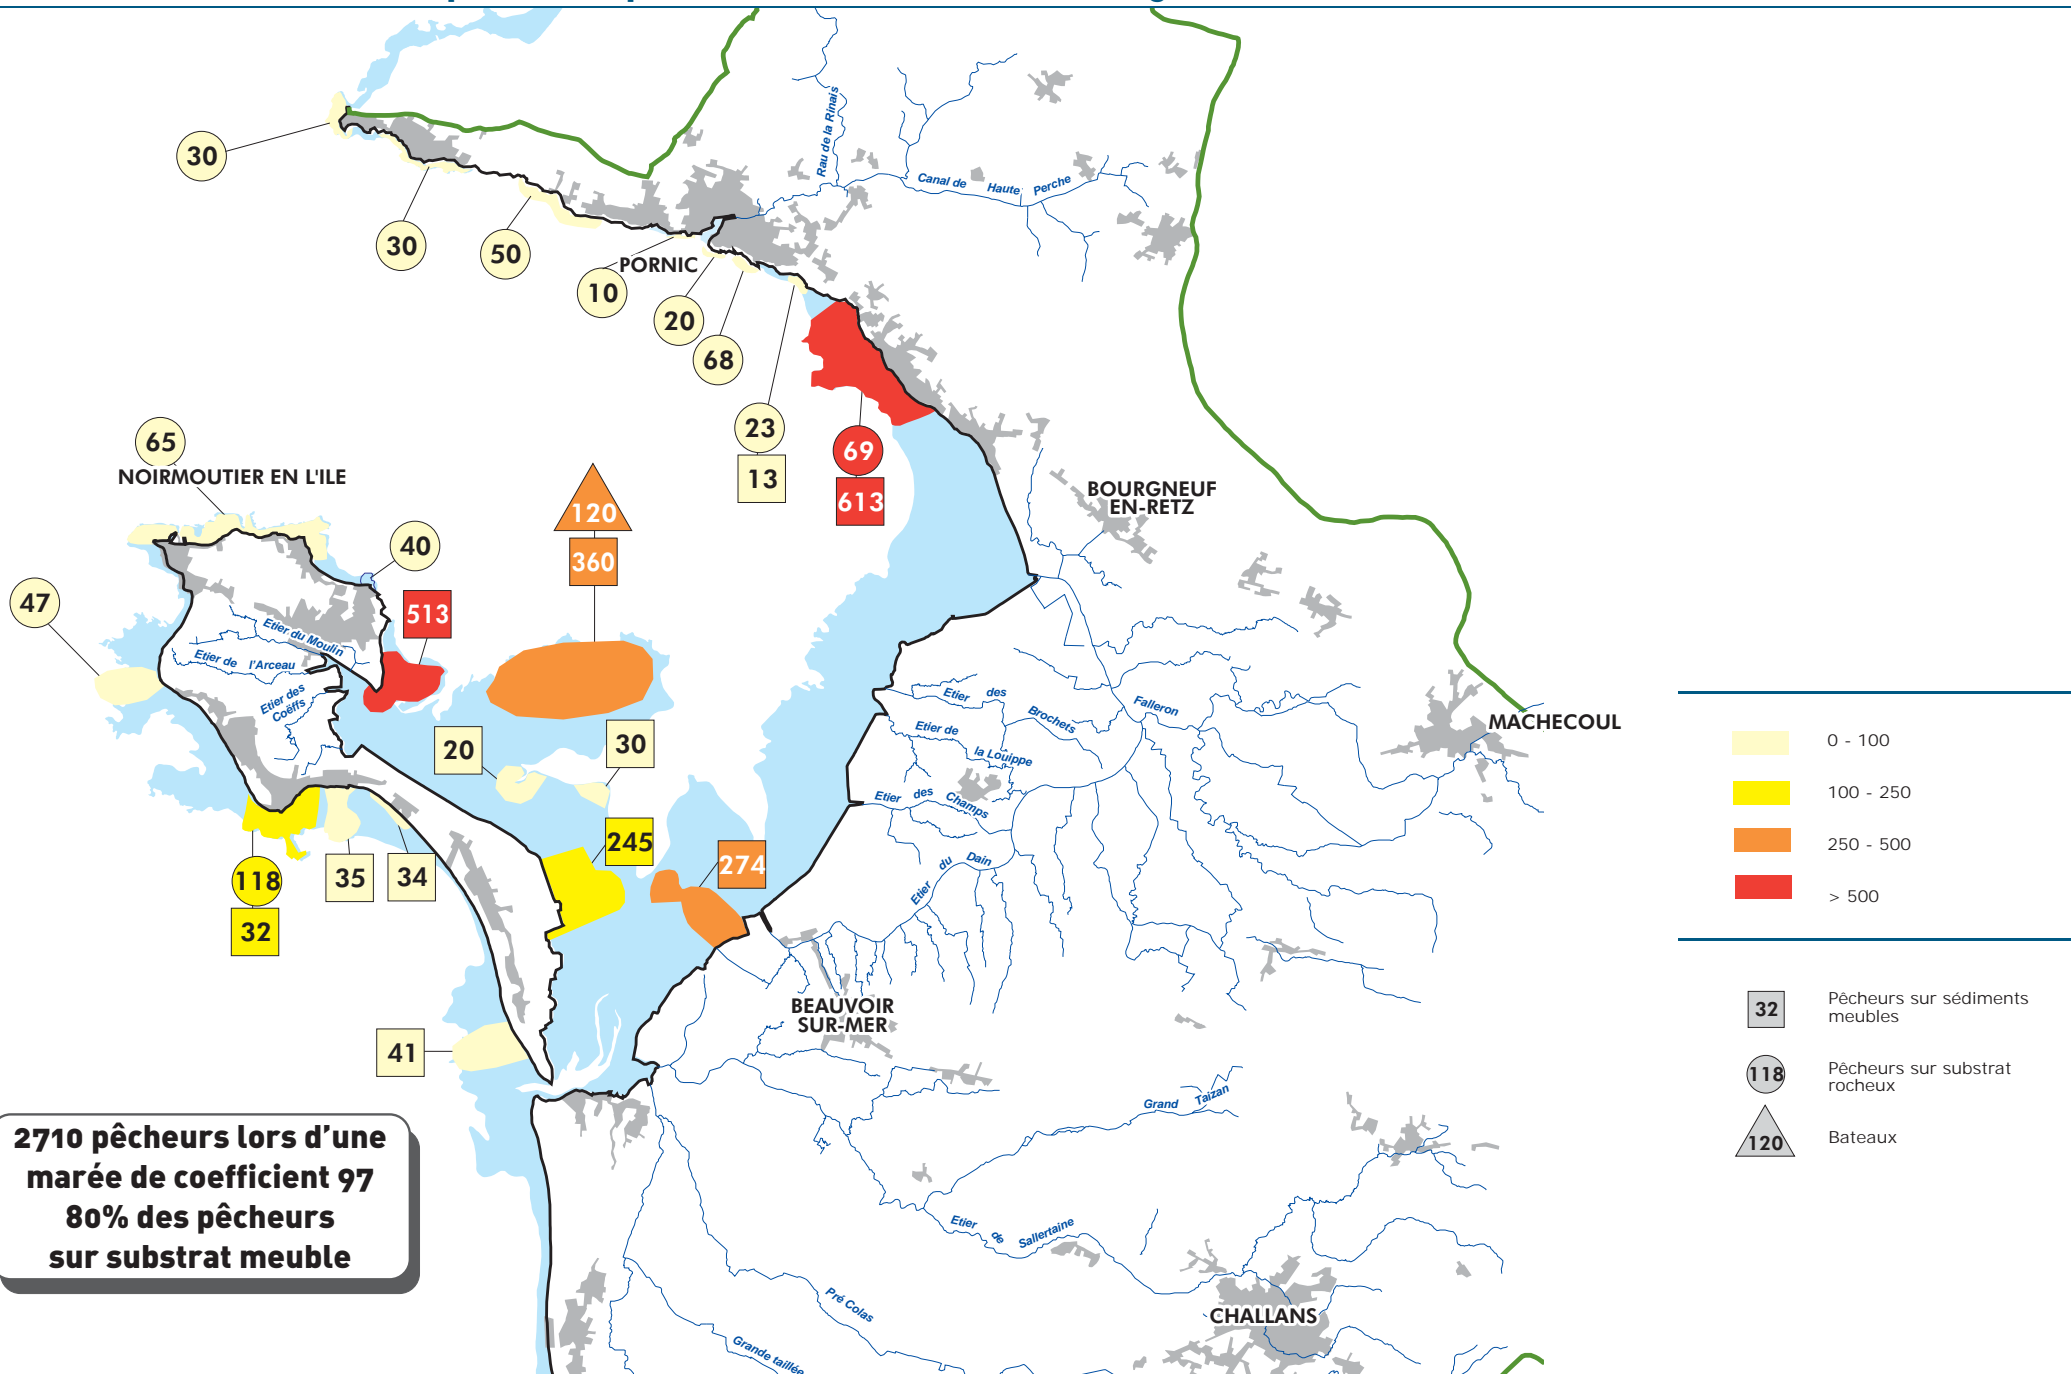 Rau de la Rinais
Canal de Haute Perche
30
30
50
10
PORNIC
20
68
23
13
69
613
65
NOIRMOUTIER EN L'ILE
40
47
513
120
360
BOURGNEUF
EN-RETZ
Etier du Moulin
Etier de l'Arceau
Etier des
Coëffs
20
30
245
274
118
32
35
34
41
Etier des Brochets
Falleron
Etier de la Louippe
Etier des Champs
Etier du Dain
MACHECOUL
BEAUVOIR
SUR-MER
Grand Taizan
Etier de Sallertaine
Pré Colas
Grande taillée
CHALLANS
2710 pêcheurs lors d'une
marée de coefficient 97
80% des pêcheurs
sur substrat meuble
0 - 100
100 - 250
250 - 500
> 500
32
Pêcheurs sur sédiments
meubles
118
Pêcheurs sur substrat
rocheux
120
Bateaux